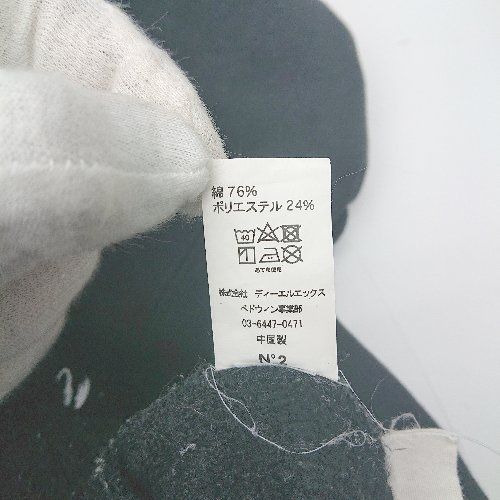 綿 76%
ポリエステル 24%
40
あて布使用
株式会社 ディーエルエックス
ベドウィン事業部
03-6447-0471
中国製
N°2